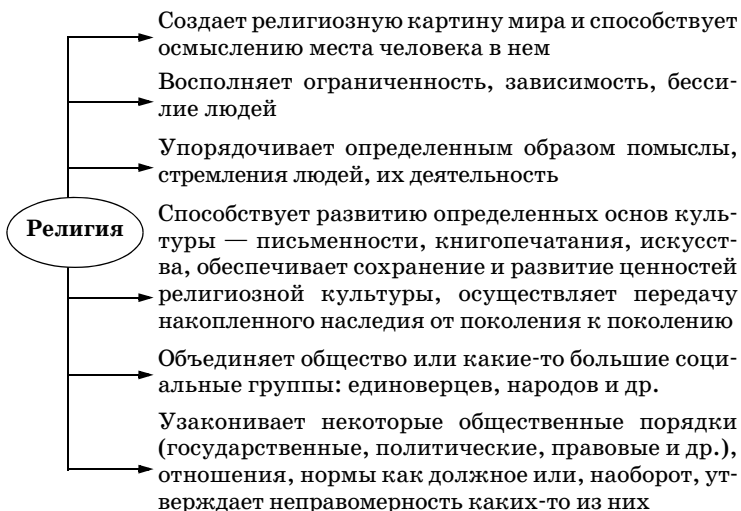 Создает религиозную картину мира и способствует
осмыслению места человека в нем
Восполняет ограниченность, зависимость, бесси-
лие людей
Упорядочивает определенным образом помыслы,
стремления людей, их деятельность
Религия
Способствует развитию определенных основ куль-
туры — письменности, книгопечатания, искусст-
ва, обеспечивает сохранение и развитие ценностей
религиозной культуры, осуществляет передачу
накопленного наследия от поколения к поколению
Объединяет общество или какие-то большие соци-
альные группы: единоверцев, народов и др.
Узаконивает некоторые общественные порядки
(государственные, политические, правовые и др.),
отношения, нормы как должное или, наоборот, ут-
верждает неправомерность каких-то из них